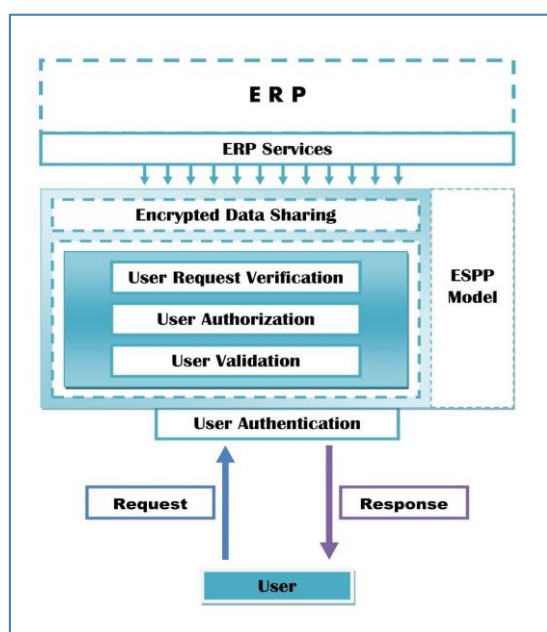 E R P
ERP Services
Encrypted Data Sharing
User Request Verification
User Authorization
User Validation
ESPP
Model
User Authentication
Request
Response
User